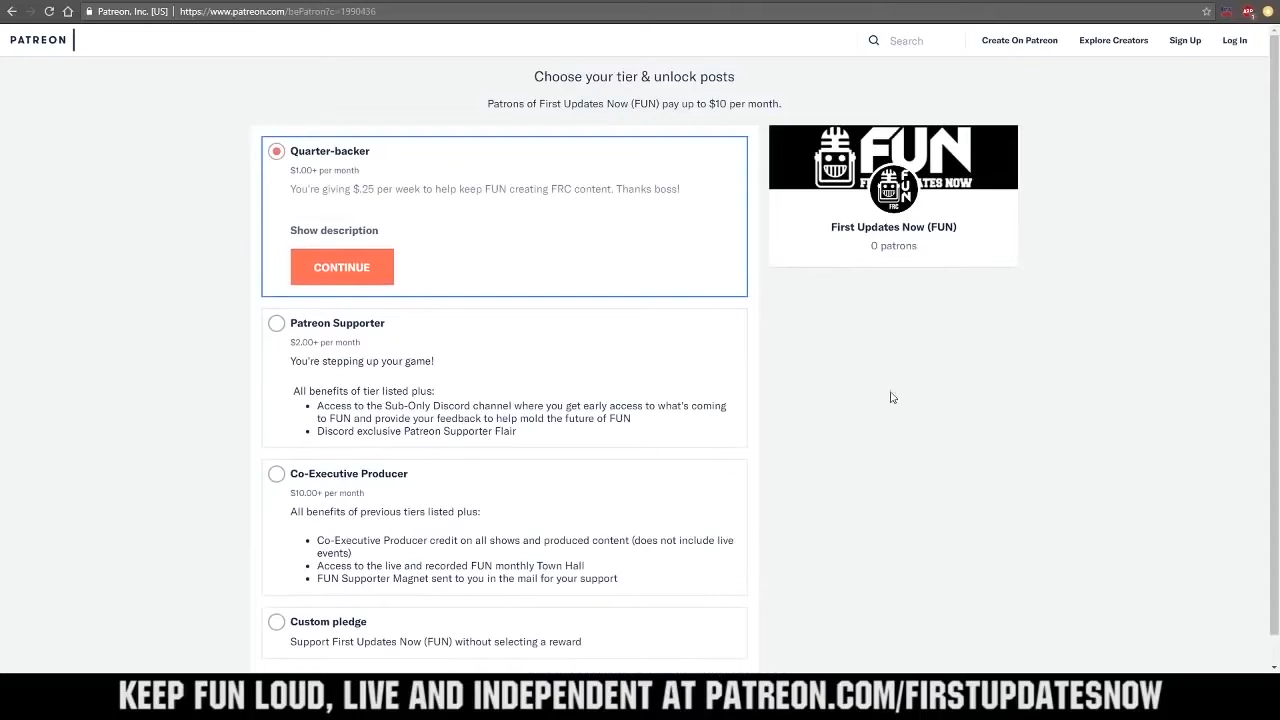 Patreon, Inc. [US] | https://www.patreon.com/bePatron?c=1990436
PATREON
Search
Create On Patreon
Explore Creators
Sign Up
Log In
Choose your tier & unlock posts
Patrons of First Updates Now (FUN) pay up to $10 per month.
Quarter-backer
$1.00+ per month
You're giving $.25 per week to help keep FUN creating FRC content. Thanks boss!
Show description
CONTINUE
Patreon Supporter
$2.00+ per month
You're stepping up your game!
All benefits of tier listed plus:
• Access to the Sub-Only Discord channel where you get early access to what's coming
to FUN and provide your feedback to help mold the future of FUN
• Discord exclusive Patreon Supporter Flair
Co-Executive Producer
$10.00+ per month
All benefits of previous tiers listed plus:
• Co-Executive Producer credit on all shows and produced content (does not include live
events)
• Access to the live and recorded FUN monthly Town Hall
• FUN Supporter Magnet sent to you in the mail for your support
Custom pledge
Support First Updates Now (FUN) without selecting a reward
FUN
FUN
FRC
First Updates Now (FUN)
0 patrons
KEEP FUN LOUD, LIVE AND INDEPENDENT AT PATREON.COM/FIRSTUPDATESNOW